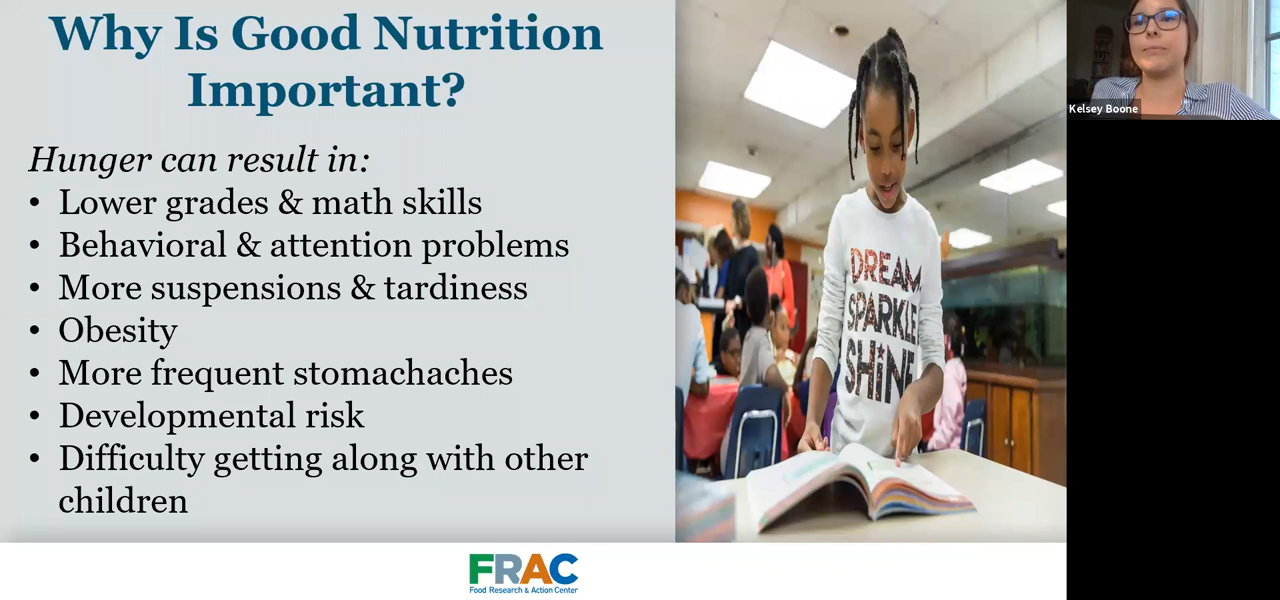 Why Is Good Nutrition
Important?
Hunger can result in:
• Lower grades & math skills
• Behavioral & attention problems
• More suspensions & tardiness
• Obesity
• More frequent stomachaches
• Developmental risk
• Difficulty getting along with other
children
DREAM
SPARKLE
SHiNE
FRAC
Food Research & Action Center
Kelsey Boone